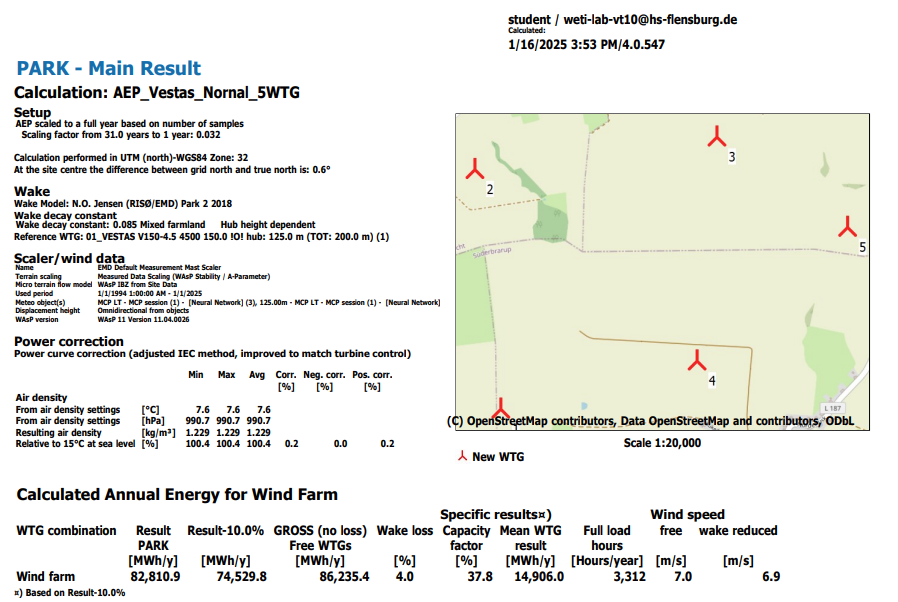 student / weti-lab-vt10@hs-flensburg.de
Calculated:
1/16/2025 3:53 PM/4.0.547
PARK - Main Result
Calculation: AEP_Vestas_Nornal_5WTG
Setup
AEP scaled to a full year based on number of samples
Scaling factor from 31.0 years to 1 year: 0.032
Calculation performed in UTM (north)-WGS84 Zone: 32
At the site centre the difference between grid north and true north is: 0.6°
Wake
Wake Model: N.O. Jensen (RISØ/EMD) Park 2 2018
Wake decay constant
Wake decay constant: 0.085 Mixed farmland Hub height dependent
Reference WTG: 01_VESTAS V150-4.5 4500 150.0 !O! hub: 125.0 m (TOT: 200.0 m) (1)
Scaler/wind data
Name EMD Default Measurement Mast Scaler
Terrain scaling Measured Data Scaling (WAsP Stability / A-Parameter)
Micro terrain flow model WAsP IBZ from Site Data
Used period 1/1/1994 1:00:00 AM - 1/1/2025
Meteo object(s) MCP LT - MCP session (1) - [Neural Network] (3), 125.00m - MCP LT - MCP session (1) - [Neural Network]
Displacement height Omnidirectional from objects
WAsP version WAsP 11 Version 11.04.0026
Power correction
Power curve correction (adjusted IEC method, improved to match turbine control)
Min Max Avg Corr. Neg. corr. Pos. corr.
[%] [%] [%]
Air density
From air density settings [°C] 7.6 7.6 7.6
From air density settings [hPa] 990.7 990.7 990.7
Resulting air density [kg/m³] 1.229 1.229 1.229
Relative to 15°C at sea level [%] 100.4 100.4 100.4 0.2 0.0 0.2
3
2
5
Süderbrarup
4
L 187
(C) OpenStreetMap contributors, Data OpenStreetMap and contributors, ODbL
Scale 1:20,000
New WTG
Calculated Annual Energy for Wind Farm
Specific results¤) Wind speed
WTG combination Result Result-10.0% GROSS (no loss) Wake loss Capacity Mean WTG Full load free wake reduced
PARK Free WTGs factor result hours
[MWh/y] [MWh/y] [MWh/y] [%] [%] [MWh/y] [Hours/year] [m/s] [m/s]
Wind farm 82,810.9 74,529.8 86,235.4 4.0 37.8 14,906.0 3,312 7.0 6.9
¤) Based on Result-10.0%